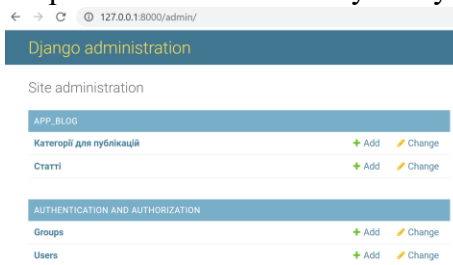 127.0.0.1:8000/admin/
Django administration
Site administration
APP_BLOG
Категорії для публікацій + Add Change
Статті + Add Change
AUTHENTICATION AND AUTHORIZATION
Groups + Add Change
Users + Add Change